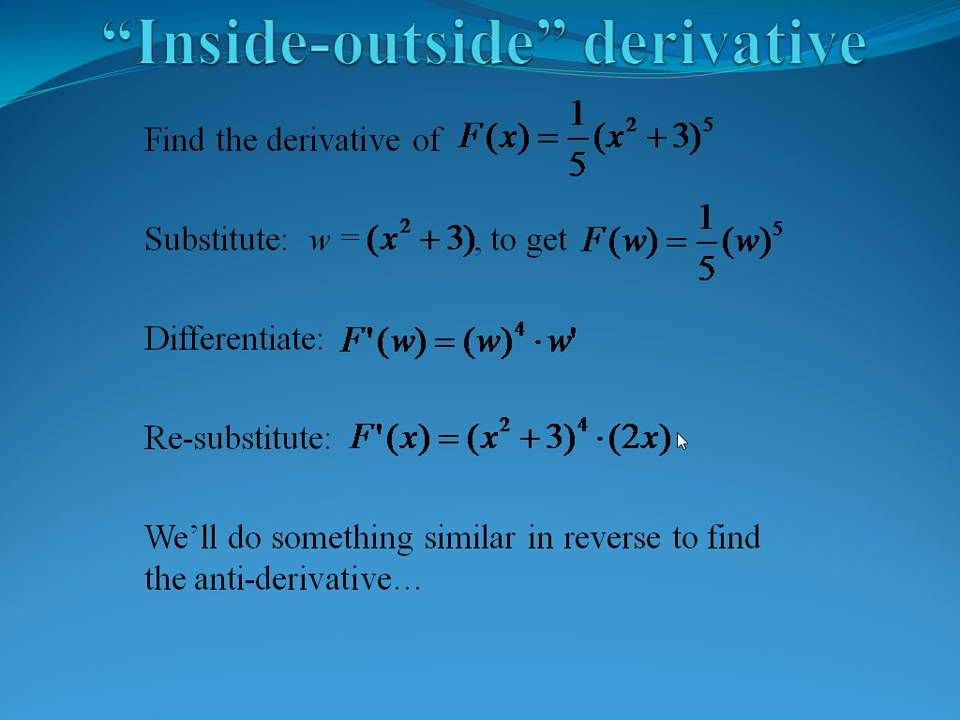 “Inside-outside” derivative
Find the derivative of F(x) = 1/5 (x² + 3)⁵
Substitute: w = (x² + 3), to get F(w) = 1/5 (w)⁵
Differentiate: F'(w) = (w)⁴ · w'
Re-substitute: F'(x) = (x² + 3)⁴ · (2x)
We’ll do something similar in reverse to find
the anti-derivative…